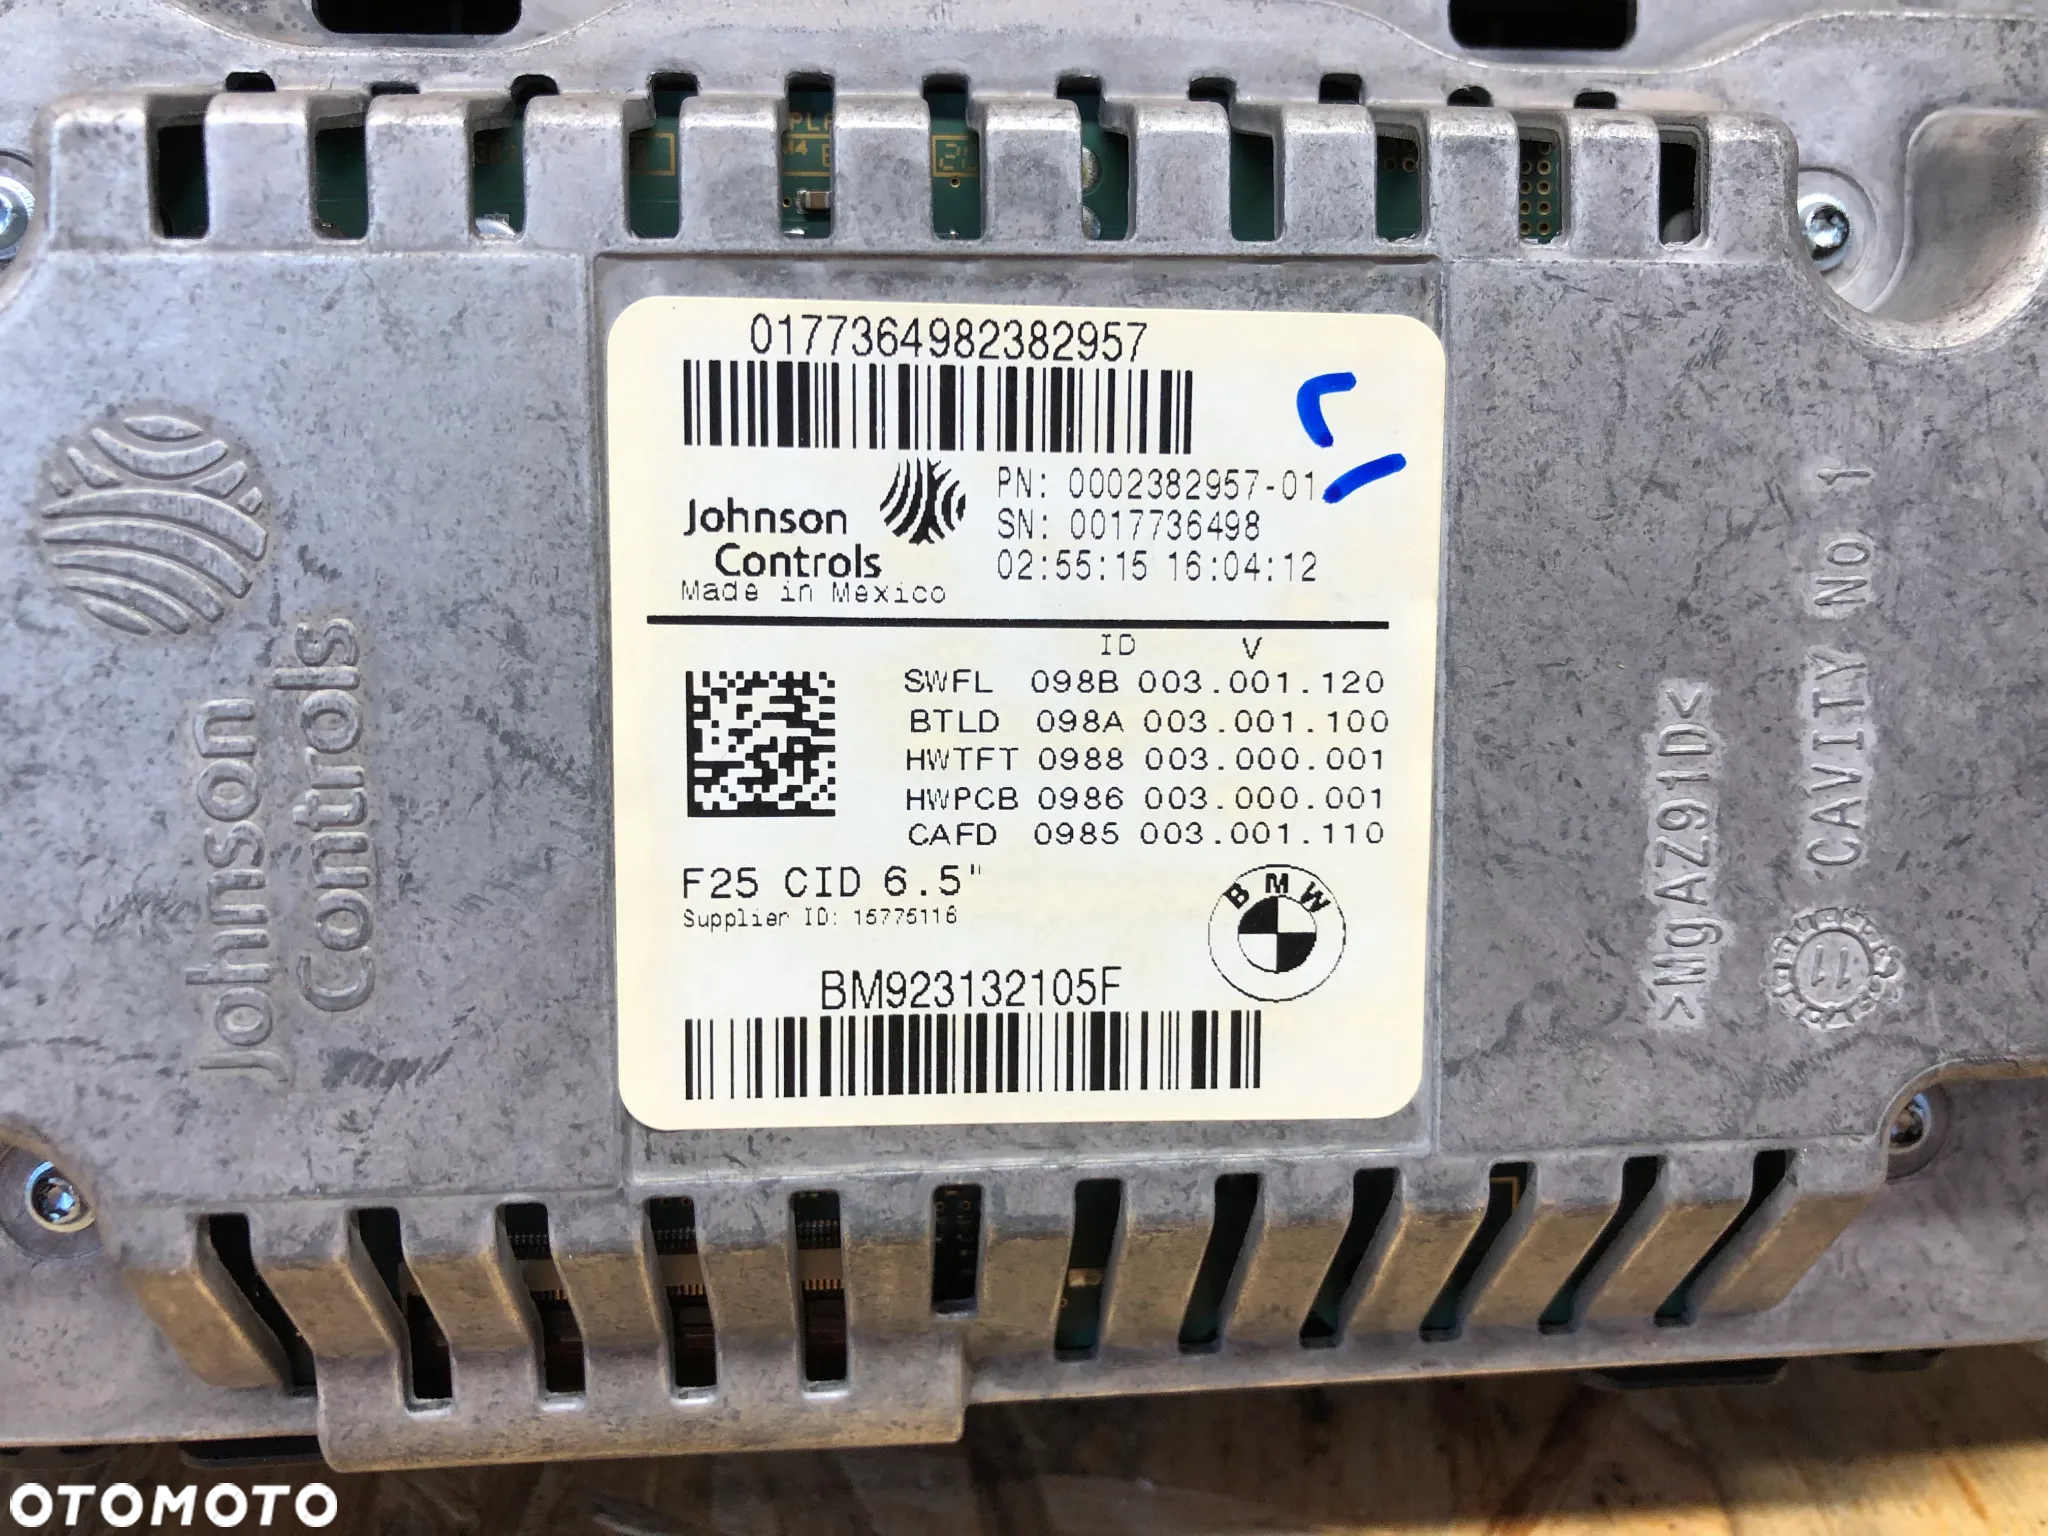 0177364982382957
Johnson
Controls
Made in Mexico
PN: 0002382957-01
SN: 0017736498
02:55:15 16:04:12
ID V
SWFL 098B 003.001.120
BTLD 098A 003.001.100
HWTFT 0988 003.000.001
HWPCB 0986 003.000.001
CAFD 0985 003.001.110
F25 CID 6.5"
Supplier ID: 15775116
BMW
BM923132105F
Johnson
Controls
>MgAZ91D<
CAVITY No 1
11
OTOMOTO